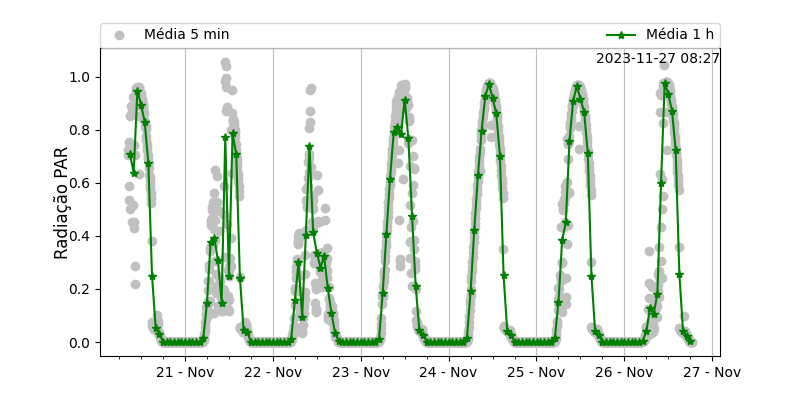 Média 5 min
Média 1 h
2023-11-27 08:27
Radiação PAR
1.0
0.8
0.6
0.4
0.2
0.0
21 - Nov
22 - Nov
23 - Nov
24 - Nov
25 - Nov
26 - Nov
27 - Nov